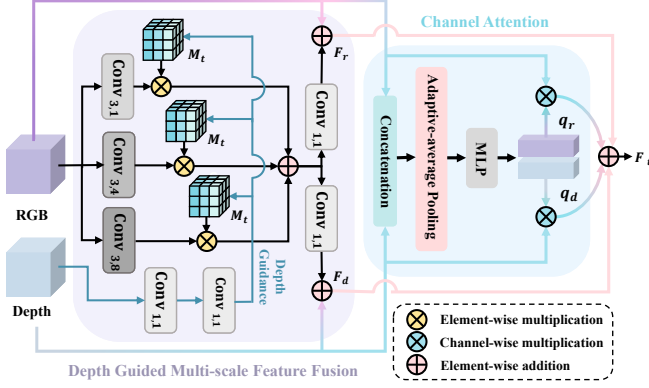 Channel Attention
M_t
F_r
Conv 3,1
Conv 1,1
M_t
Concatenation
Adaptive-average Pooling
MLP
q_r
Conv 3,4
RGB
M_t
q_d
Conv 3,8
Conv 1,1
Depth Guidance
F_d
Depth
Conv 1,1
Conv 1,1
Element-wise multiplication
Channel-wise multiplication
Element-wise addition
Depth Guided Multi-scale Feature Fusion